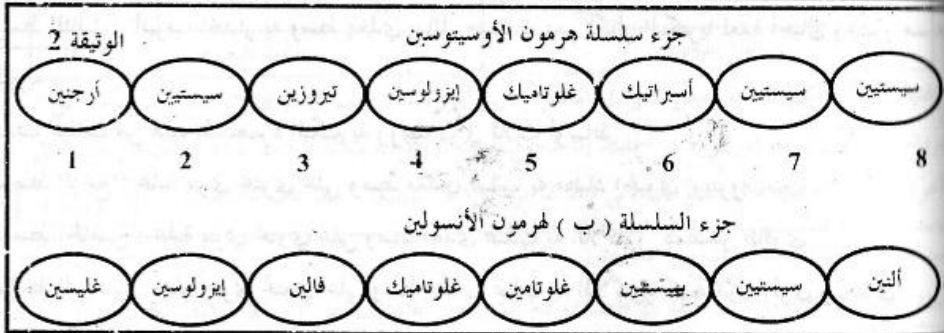 الوثيقة 2
جزء سلسلة هرمون الأوسيتوسين
أرجنين سيستيين تيروزين إيزولوسين غلوتاميك أسبراتيك سيستيين سيستيين
1 2 3 4 5 6 7 8
جزء السلسلة ( ب ) لهرمون الأنسولين
غليسين إيزولوسين فالين غلوتاميك غلوتامين سيستيين سيستيين ألنين